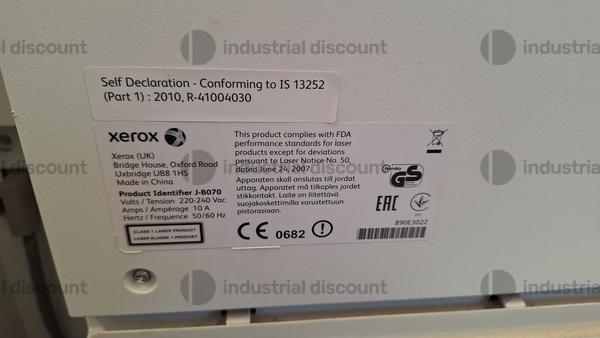 industrial discount
industrial discount
Self Declaration - Conforming to IS 13252
(Part 1) : 2010, R-41004030
xerox
Xerox (UK)
Bridge House, Oxford Road
Uxbridge UB8 1HS
Made in China
Product Identifier J-B070
Volts / Tension 220-240 Vac
Amps / Ampérage 10 A
Hertz / Frequence 50/60 Hz
CLASS 1 LASER PRODUCT
LASER KLASSE 1 PRODUKT
This product complies with FDA
performance standards for laser
products except for deviations
pursuant to Laser Notice No. 50,
dated June 24, 2007.
Apparaten skall anslutas till jordat
uttag. Apparatet må tilkoples jordet
stikkontakt. Laite on liitettävä
suojakoskettimilla varustettuun
pistorasiaan.
CE 0682
Nemko
GS
EAC
890E3022
industrial discount
industrial discount
industrial discount
industrial discount
industrial discount
industrial discount